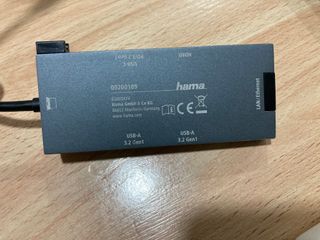 HDMI
hama.
00200109
Hama GmbH & Co KG
86652 Monheim/Germany
www.hama.com
LAN/Ethernet
USB-A
3.2 Gen1
USB-A
3.2 Gen1